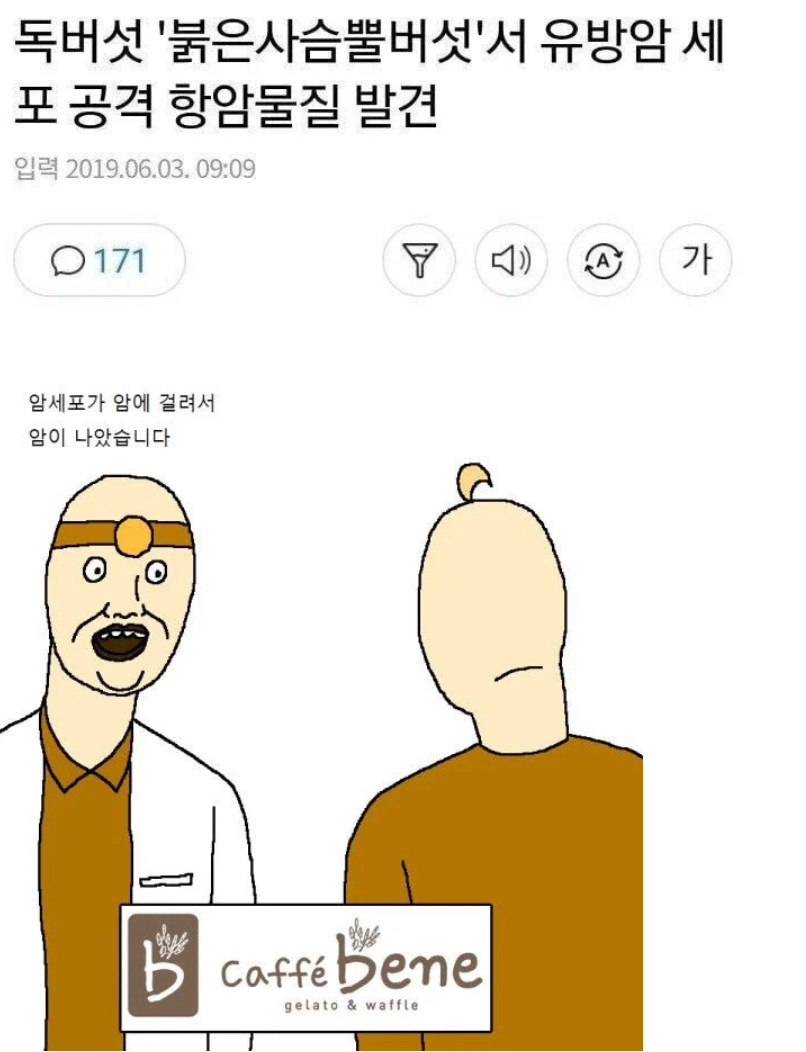 독버섯 '붉은사슴뿔버섯'서 유방암 세
포 공격 항암물질 발견
입력 2019.06.03. 09:09
171
A
가
암세포가 암에 걸려서
암이 나았습니다
b caffé bene
gelato & waffle